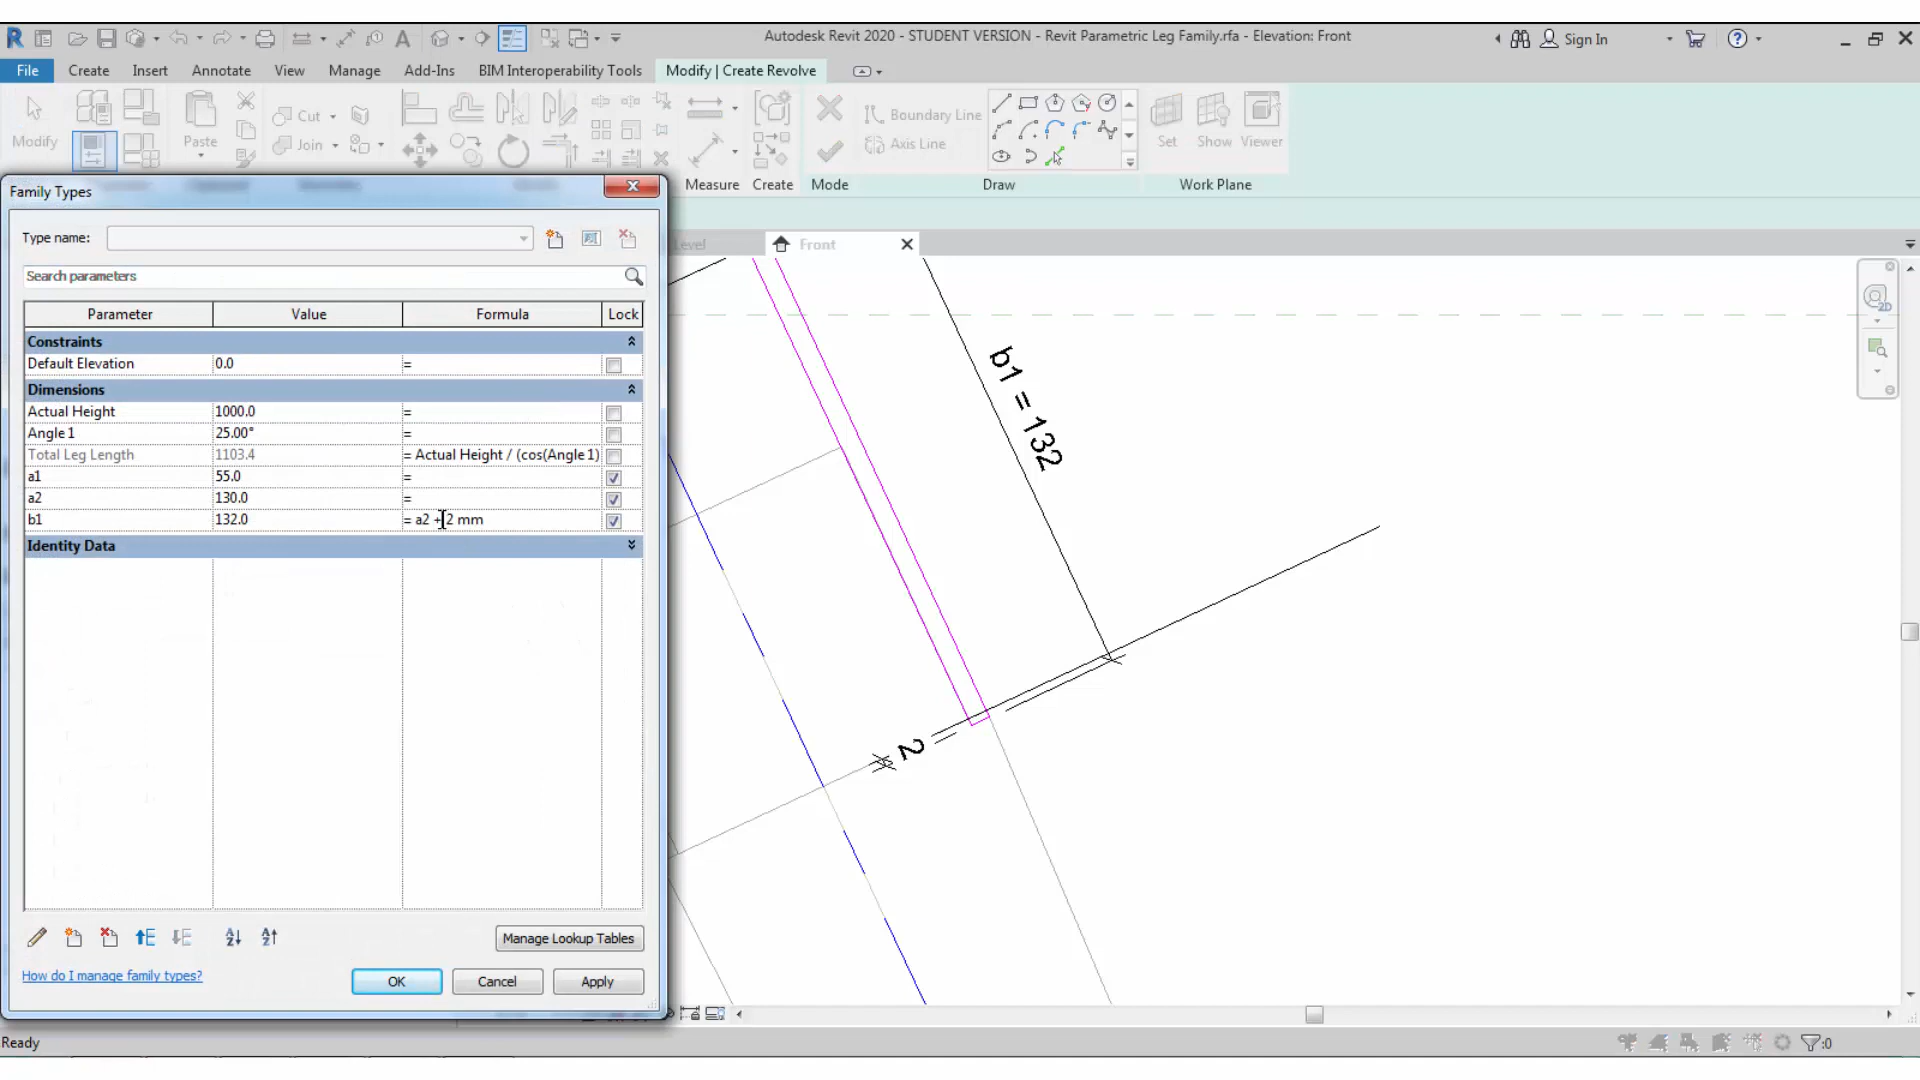 Autodesk Revit 2020 - STUDENT VERSION - Revit Parametric Leg Family.rfa - Elevation: Front
Sign In
File Create Insert Annotate View Manage Add-Ins BIM Interoperability Tools Modify | Create Revolve
Modify
Paste
Cut
Join
Measure
Create
Mode
Boundary Line
Axis Line
Draw
Set Show Viewer
Work Plane
Family Types
Type name:
Search parameters
Parameter Value Formula Lock
Constraints
Default Elevation 0.0 =
Dimensions
Actual Height 1000.0 =
Angle 1 25.00° =
Total Leg Length 1103.4 = Actual Height / (cos(Angle 1)
a1 55.0 =
a2 130.0 =
b1 132.0 = a2 + 2 mm
Identity Data
Manage Lookup Tables
How do I manage family types?
OK Cancel Apply
Level
Front
2D
b1 = 132
2
Ready
:0